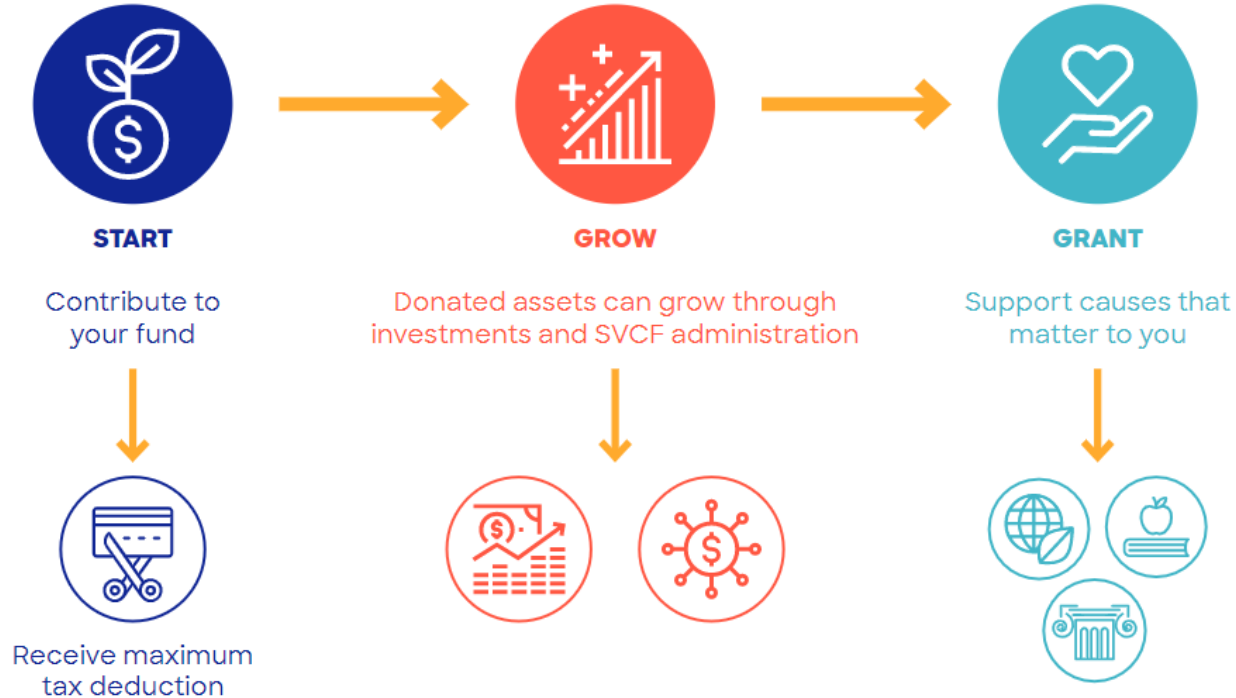 START
Contribute to
your fund
Receive maximum
tax deduction
GROW
Donated assets can grow through
investments and SVCF administration
GRANT
Support causes that
matter to you